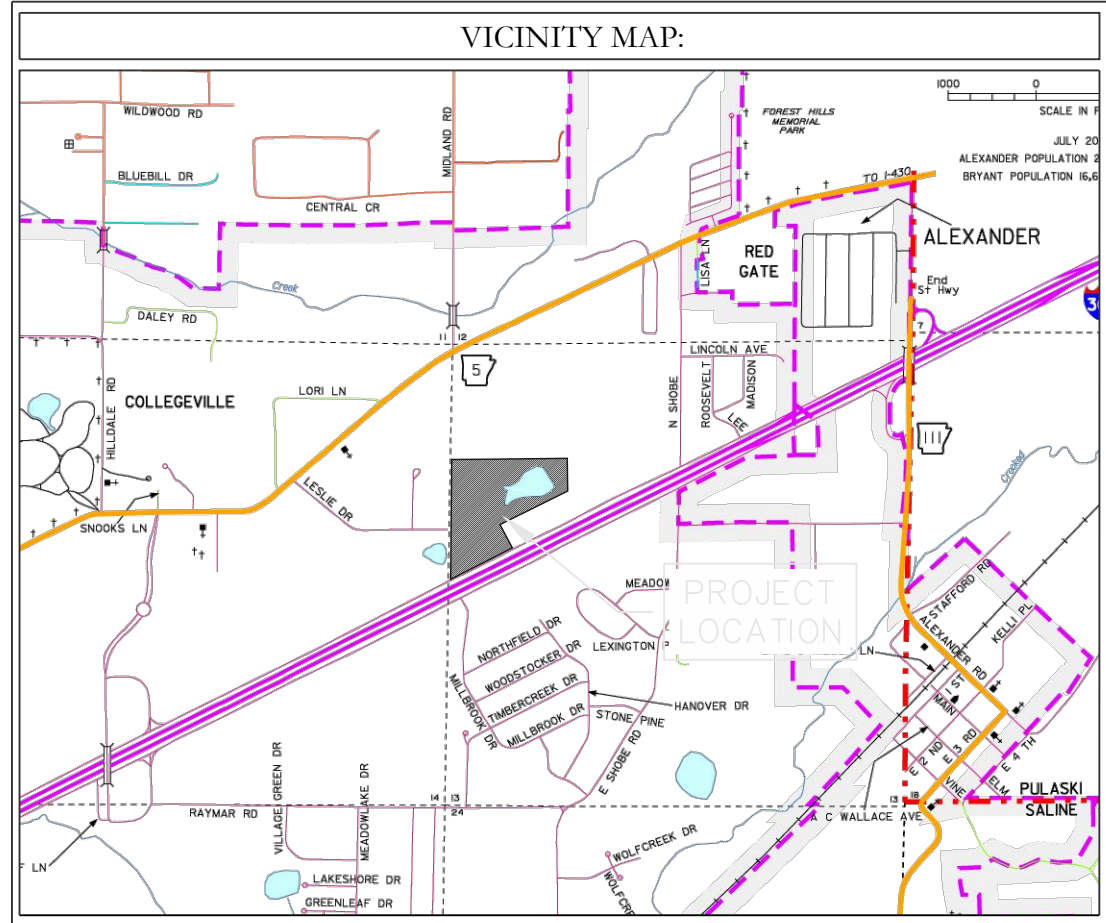 VICINITY MAP:
WILDWOOD RD
BLUEBILL DR
CENTRAL CR
MIDLAND RD
FOREST HILLS
MEMORIAL
PARK
1000
0
SCALE IN F
JULY 20
ALEXANDER POPULATION 2
BRYANT POPULATION 16,6
TO I-430
ALEXANDER
RED
GATE
LISA LN
End
St Hwy
Creek
DALEY RD
11
12
7
5
LINCOLN AVE
N SHOBE
ROOSEVELT
MADISON
LEE
LORI LN
COLLEGEVILLE
HILLDALE RD
111
Crooked
SNOOKS LN
LESLIE DR
PROJECT
LOCATION
MEADOW
LEXINGTON
LN
STAFFORD RD
KELLI PL
ALEXANDER RD
1 ST
MAIN
E 2 ND
E 3 RD
E 4 TH
VINE
ELM
NORTHFIELD DR
WOODSTOCKER DR
TIMBERCREEK DR
MILLBROOK DR
MILLBROOK DR
STONE PINE
HANOVER DR
E SHOBE RD
VILLAGE GREEN DR
MEADOWLAKE DR
RAYMAR RD
14
13
24
13
18
PULASKI
SALINE
A C WALLACE AVE
F LN
LAKESHORE DR
GREENLEAF DR
WOLFCREEK DR
WOLFCRE